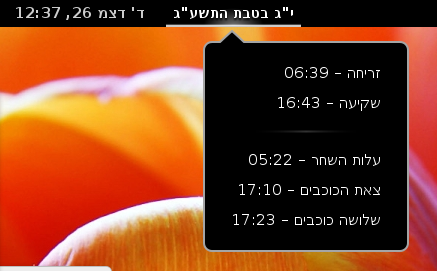 י"ג בטבת התשע"ג
ד' דצמ 26, 12:37
זריחה – 06:39
שקיעה – 16:43
עלות השחר – 05:22
צאת הכוכבים – 17:10
שלושה כוכבים – 17:23